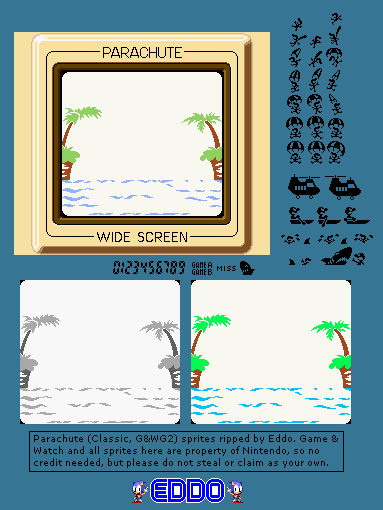 PARACHUTE
WIDE SCREEN
0123456789 GAME A MISS
GAME B
Parachute (Classic, G&WG2) sprites ripped by Eddo. Game &
Watch and all sprites here are property of Nintendo, so no
credit needed, but please do not steal or claim as your own.
EDDO